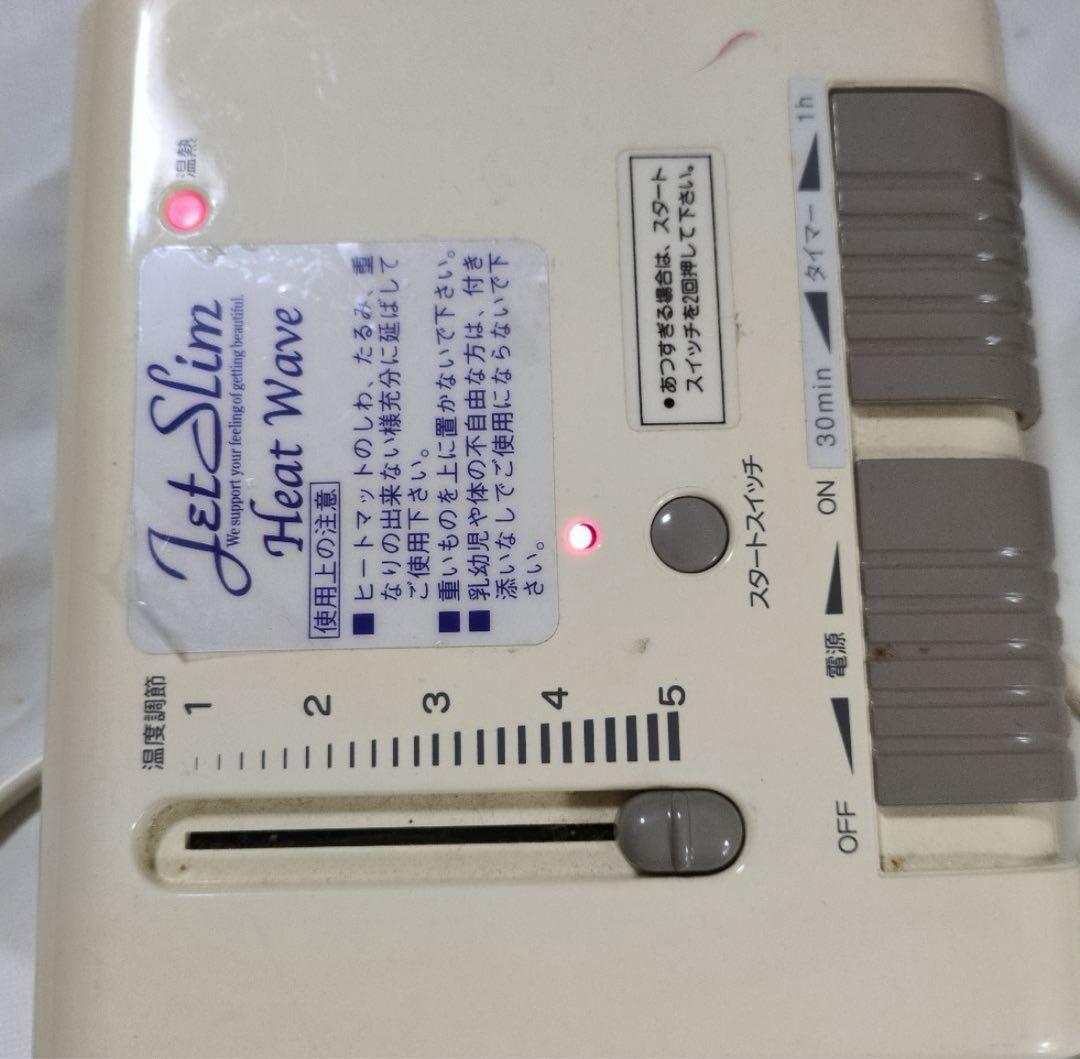 温熱
JetSLim
We support your feeling of getting beautiful.
Heat Wave
使用上の注意
■ヒートマットのしわ、たるみ、重
なりの出来ない様充分に延ばして
ご使用下さい。
■重いものを上に置かないで下さい。
■乳幼児や体の不自由な方は、付き
添いなしでご使用にならないで下
さい。
温度調節
1
2
3
4
5
●あつすぎる場合は、スタート
スイッチを2回押して下さい。
スタートスイッチ
30min タイマー 1h
OFF 電源 ON